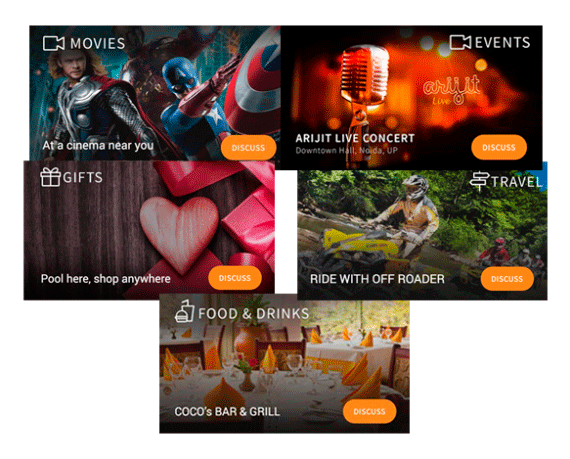 MOVIES
At a cinema near you
DISCUSS
EVENTS
arijit
Live
ARIJIT LIVE CONCERT
Downtown Hall, Noida, UP
DISCUSS
GIFTS
Pool here, shop anywhere
DISCUSS
TRAVEL
RIDE WITH OFF ROADER
DISCUSS
FOOD & DRINKS
COCO's BAR & GRILL
DISCUSS